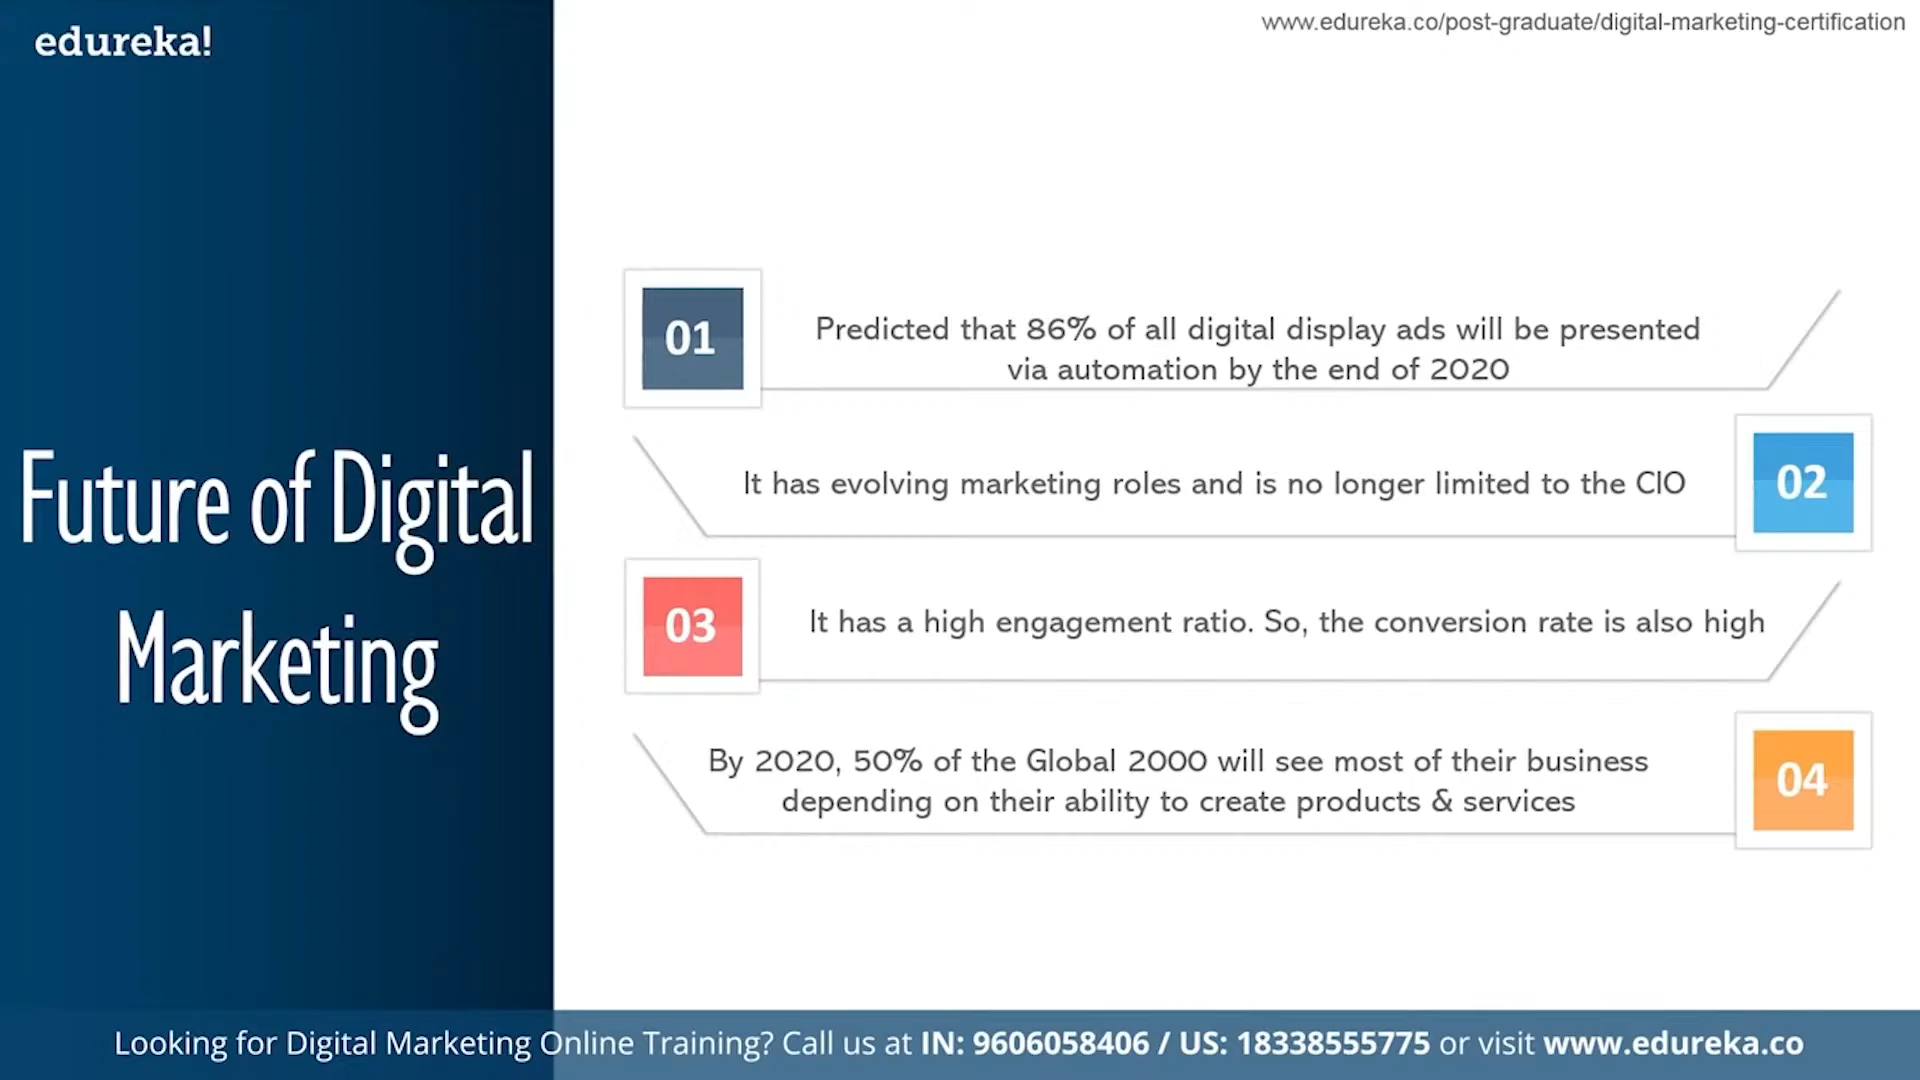 edureka!
www.edureka.co/post-graduate/digital-marketing-certification
Future of Digital
Marketing
01
Predicted that 86% of all digital display ads will be presented
via automation by the end of 2020
It has evolving marketing roles and is no longer limited to the CIO
02
03
It has a high engagement ratio. So, the conversion rate is also high
By 2020, 50% of the Global 2000 will see most of their business
depending on their ability to create products & services
04
Looking for Digital Marketing Online Training? Call us at IN: 9606058406 / US: 18338555775 or visit www.edureka.co